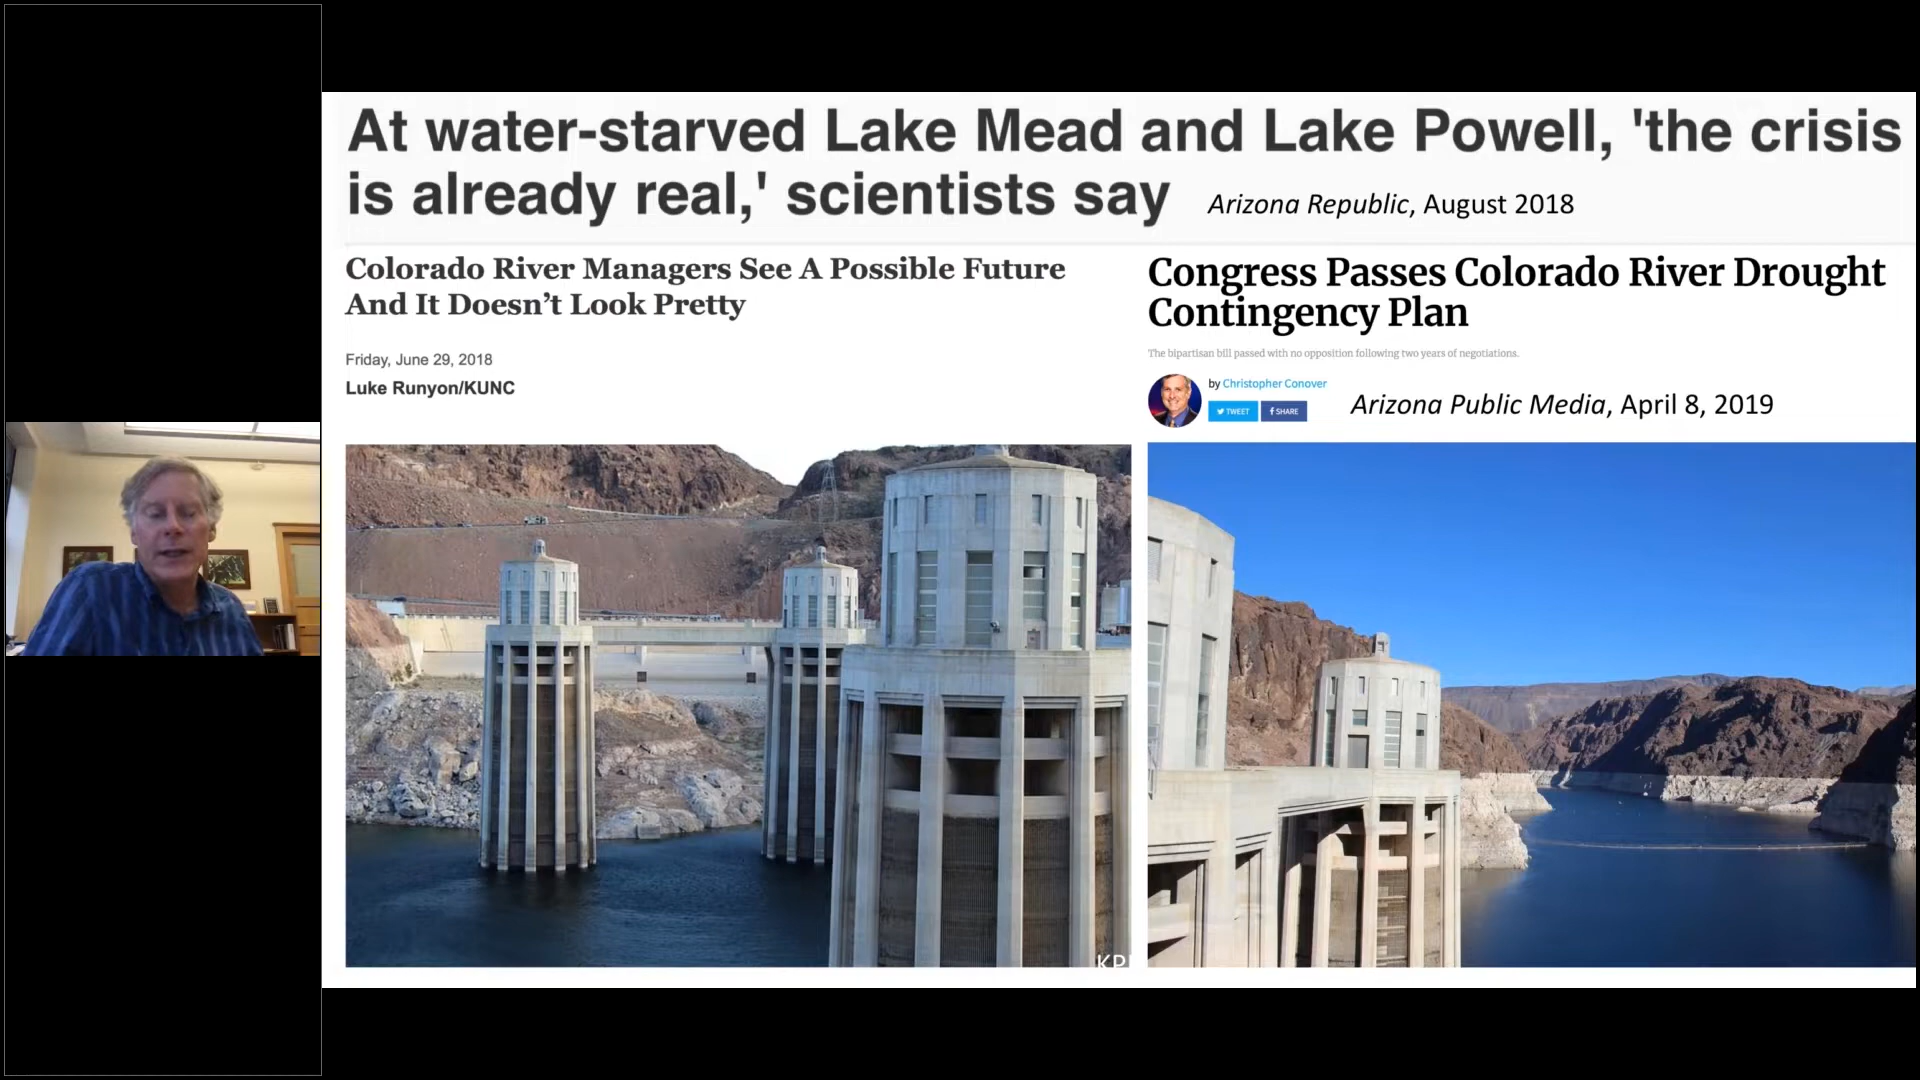 At water-starved Lake Mead and Lake Powell, 'the crisis
is already real,' scientists say
Arizona Republic, August 2018
Colorado River Managers See A Possible Future
And It Doesn’t Look Pretty
Friday, June 29, 2018
Luke Runyon/KUNC
Congress Passes Colorado River Drought
Contingency Plan
The bipartisan bill passed with no opposition following two years of negotiations.
by Christopher Conover
TWEET
SHARE
Arizona Public Media, April 8, 2019